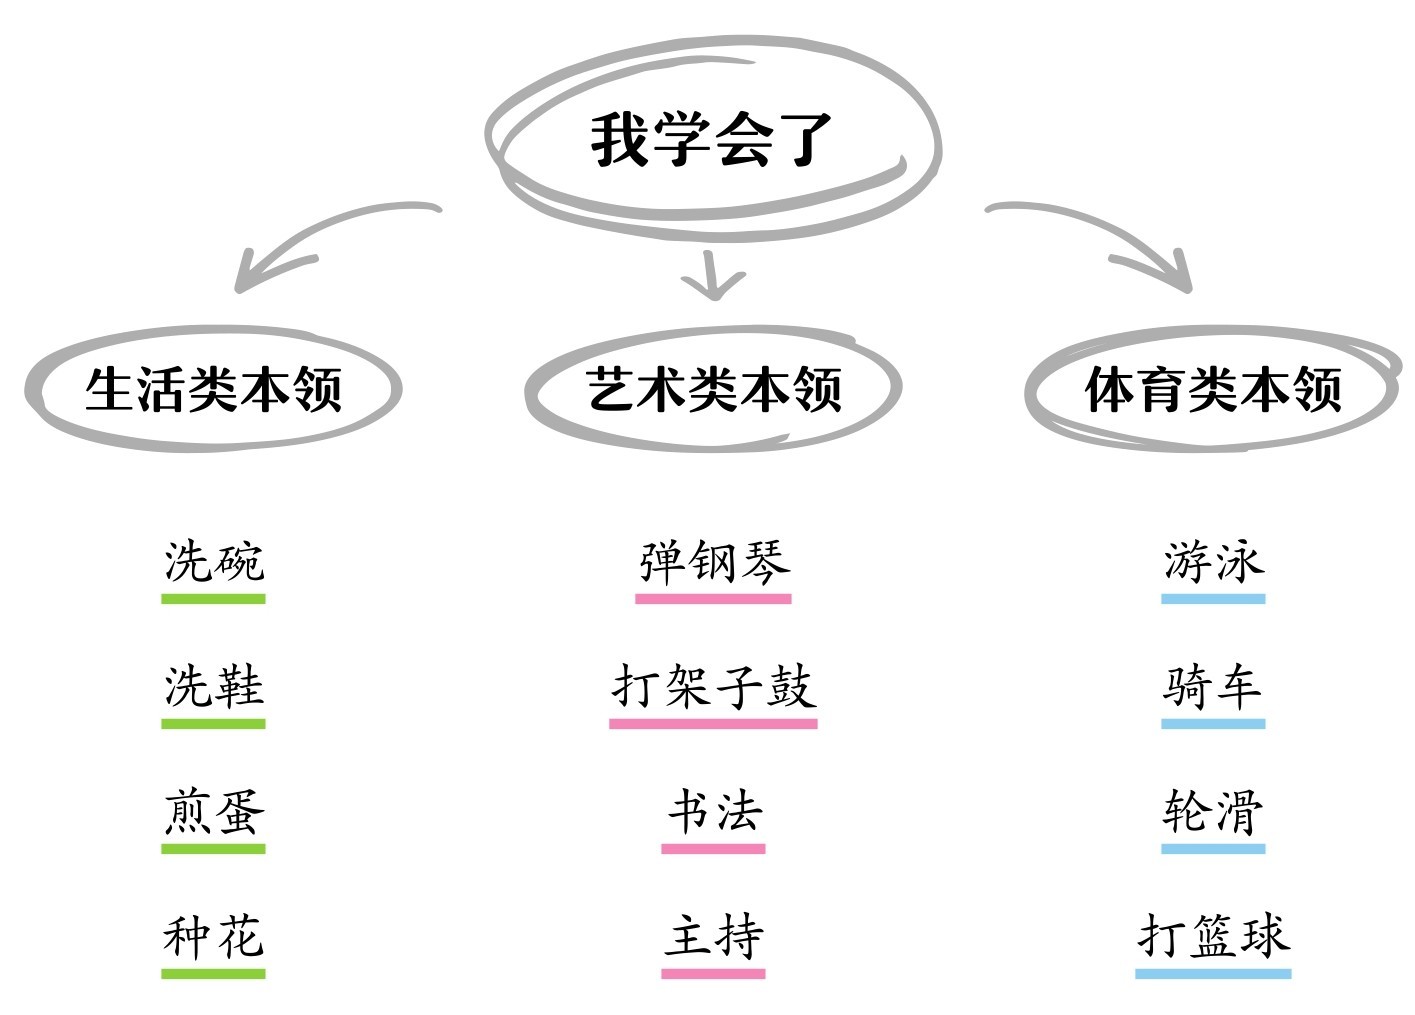 我学会了
生活类本领
艺术类本领
体育类本领
洗碗
弹钢琴
游泳
洗鞋
打架子鼓
骑车
煎蛋
书法
轮滑
种花
主持
打篮球